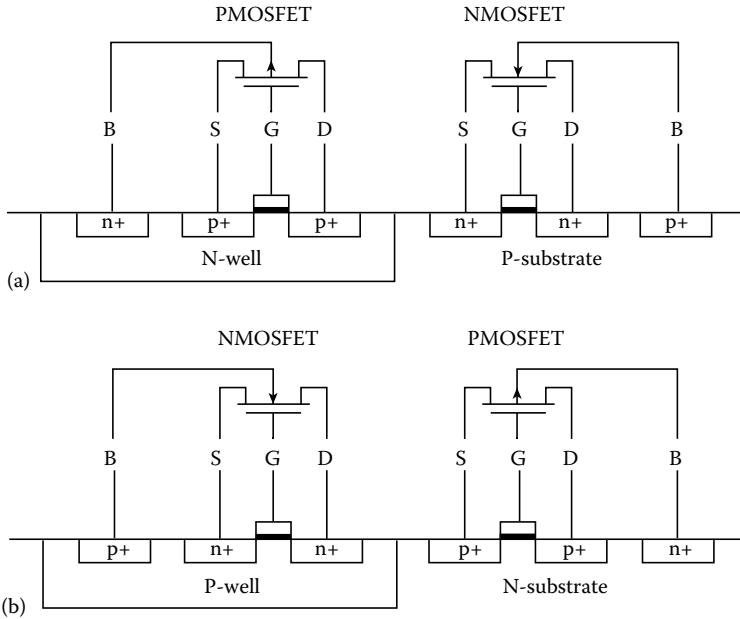 PMOSFET NMOSFET
B S G D S G D B
n+ p+ p+ n+ n+ p+
N-well P-substrate
(a)
NMOSFET PMOSFET
B S G D S G D B
p+ n+ n+ p+ p+ n+
P-well N-substrate
(b)